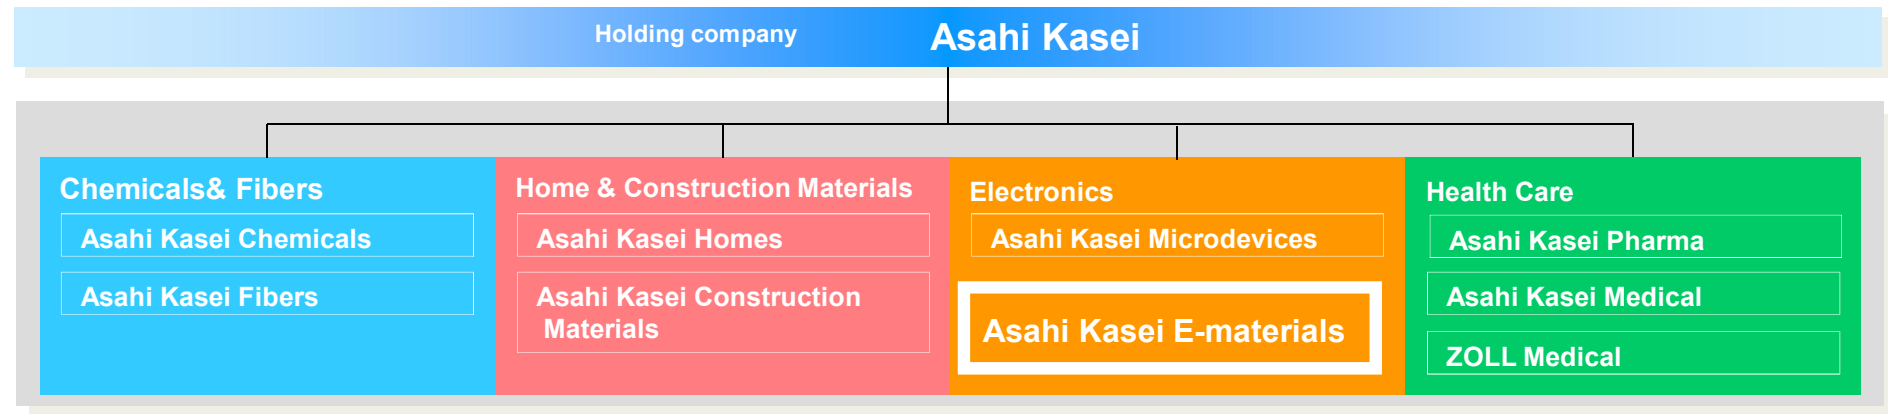 Holding company Asahi Kasei
Chemicals& Fibers
Asahi Kasei Chemicals
Asahi Kasei Fibers
Home & Construction Materials
Asahi Kasei Homes
Asahi Kasei Construction
Materials
Electronics
Asahi Kasei Microdevices
Asahi Kasei E-materials
Health Care
Asahi Kasei Pharma
Asahi Kasei Medical
ZOLL Medical